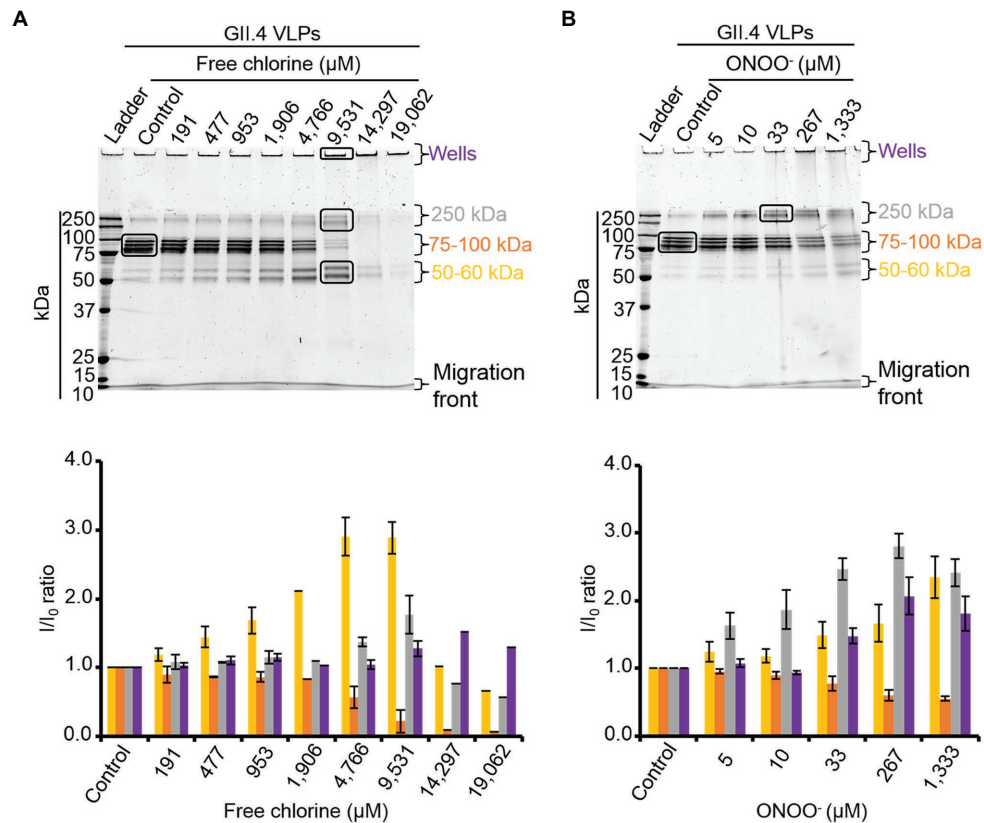 A
GII.4 VLPs
Free chlorine (µM)
Ladder
Control
191
477
953
1,906
4,766
9,531
14,297
19,062
Wells
250 kDa
75-100 kDa
50-60 kDa
Migration front
kDa
250
100
75
50
37
25
15
10
I/I0 ratio
4.0
3.0
2.0
1.0
0.0
Control
191
477
953
1,906
4,766
9,531
14,297
19,062
Free chlorine (µM)
B
GII.4 VLPs
ONOO-(µM)
Ladder
Control
5
10
33
267
1,333
Wells
250 kDa
75-100 kDa
50-60 kDa
Migration
front
kDa
250
100
75
50
37
25
15
10
I/I0 ratio
4.0
3.0
2.0
1.0
0.0
Control
5
10
33
267
1,333
ONOO- (µM)